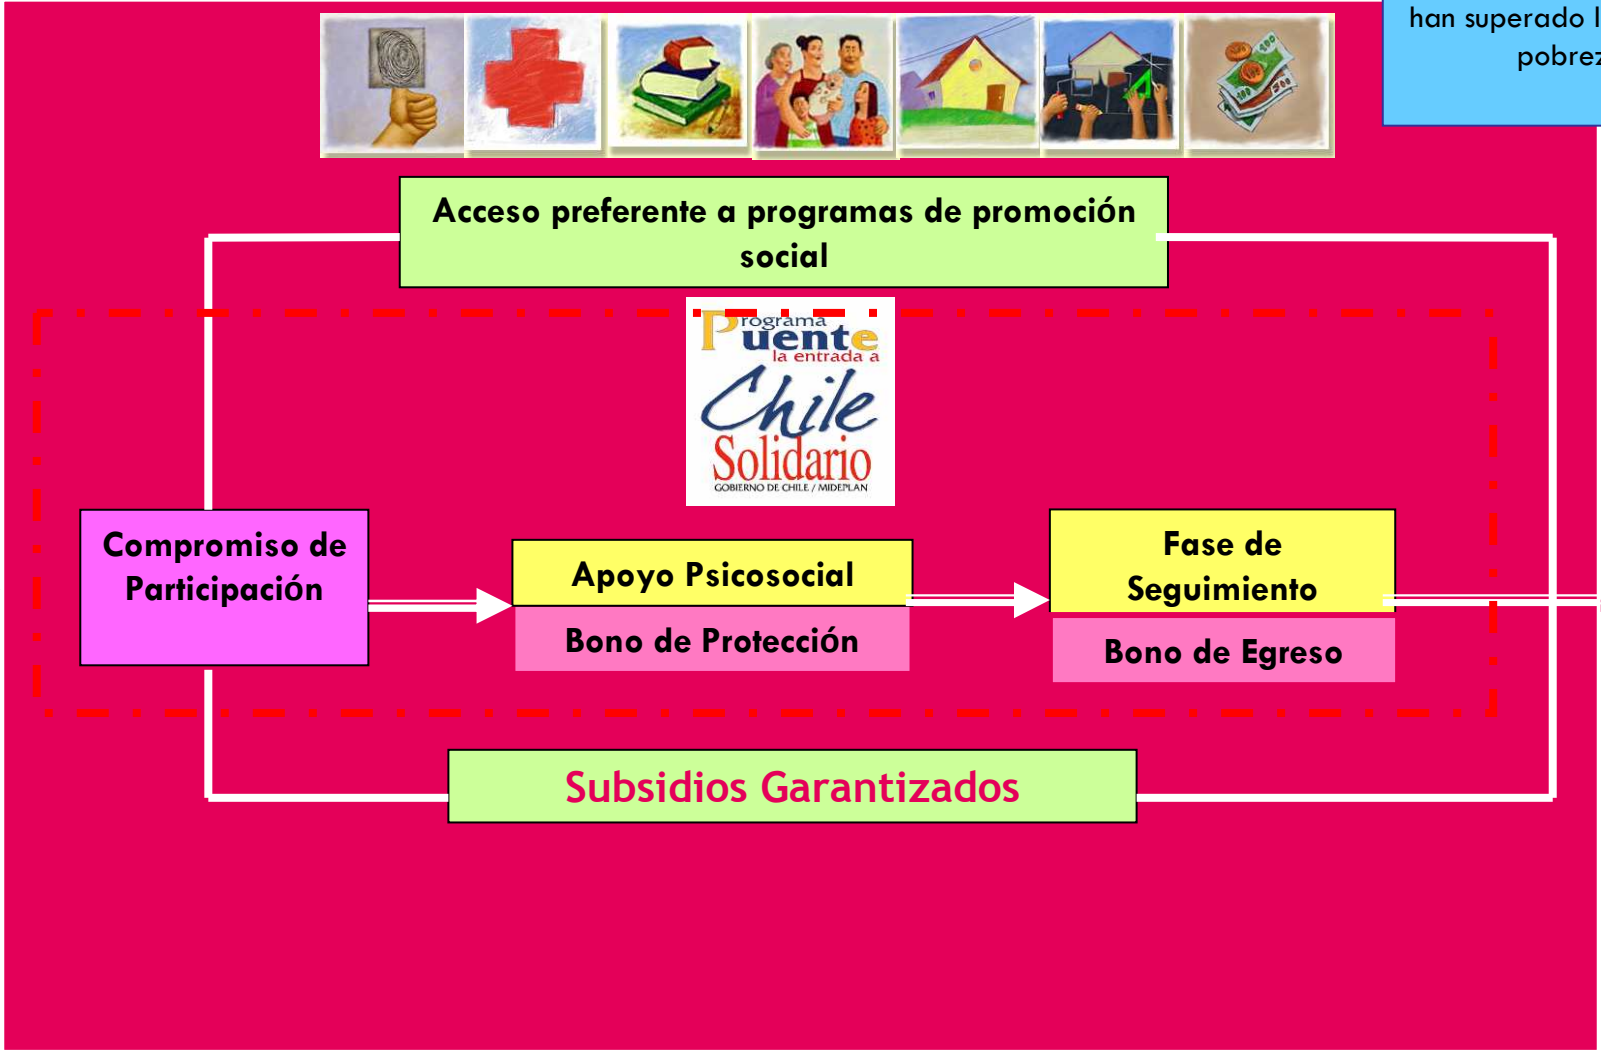 han superado l
pobrez
Acceso preferente a programas de promoción
social
Programa
Puente
la entrada a
Chile
Solidario
GOBIERNO DE CHILE / MIDEPLAN
Compromiso de
Participación
Apoyo Psicosocial
Bono de Protección
Fase de
Seguimiento
Bono de Egreso
Subsidios Garantizados